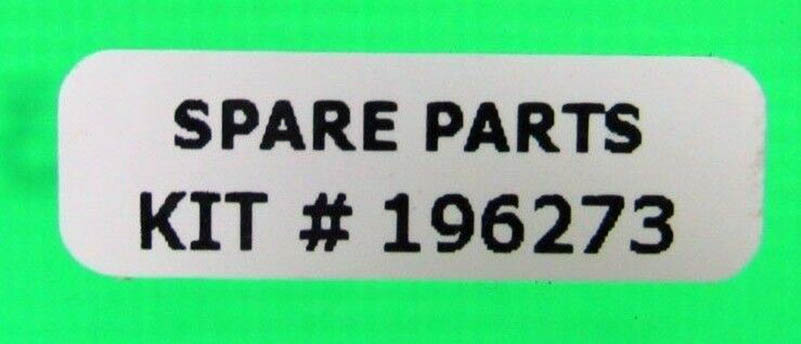 SPARE PARTS
KIT # 196273